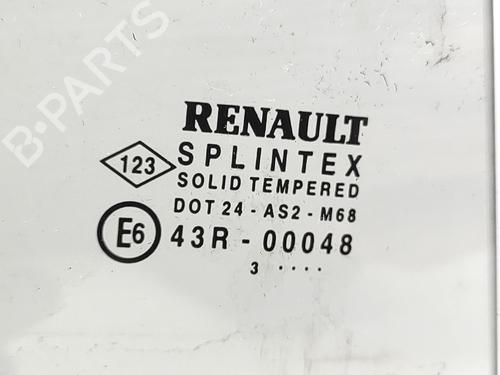 B-PARTS
RENAULT
123 SPLINTEX
SOLID TEMPERED
DOT 24 - AS2 - M68
E6 43R - 00048
3 ....